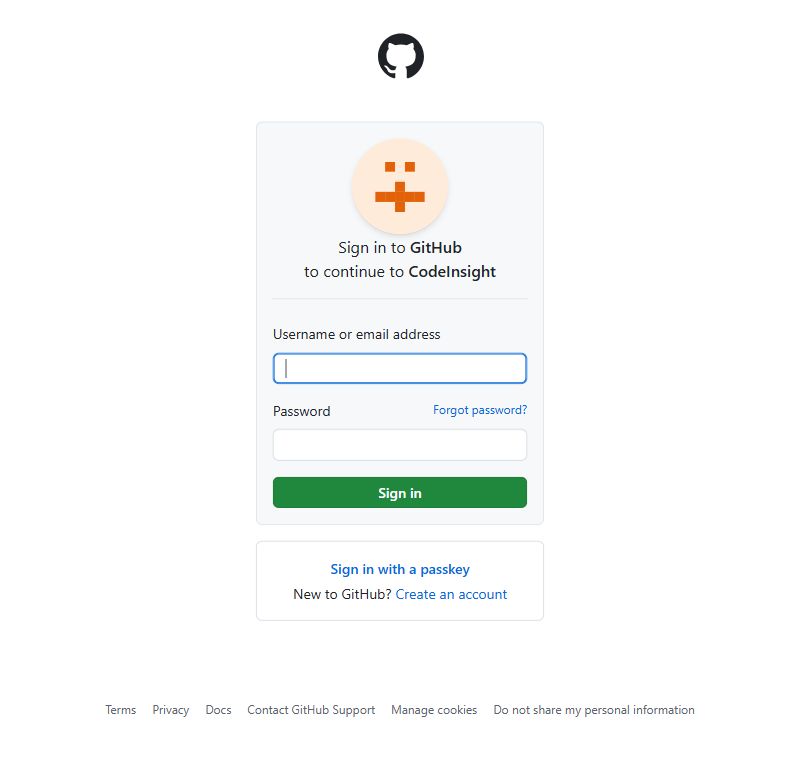 Sign in to GitHub
to continue to CodeInsight
Username or email address
Password Forgot password?
Sign in
Sign in with a passkey
New to GitHub? Create an account
Terms Privacy Docs Contact GitHub Support Manage cookies Do not share my personal information